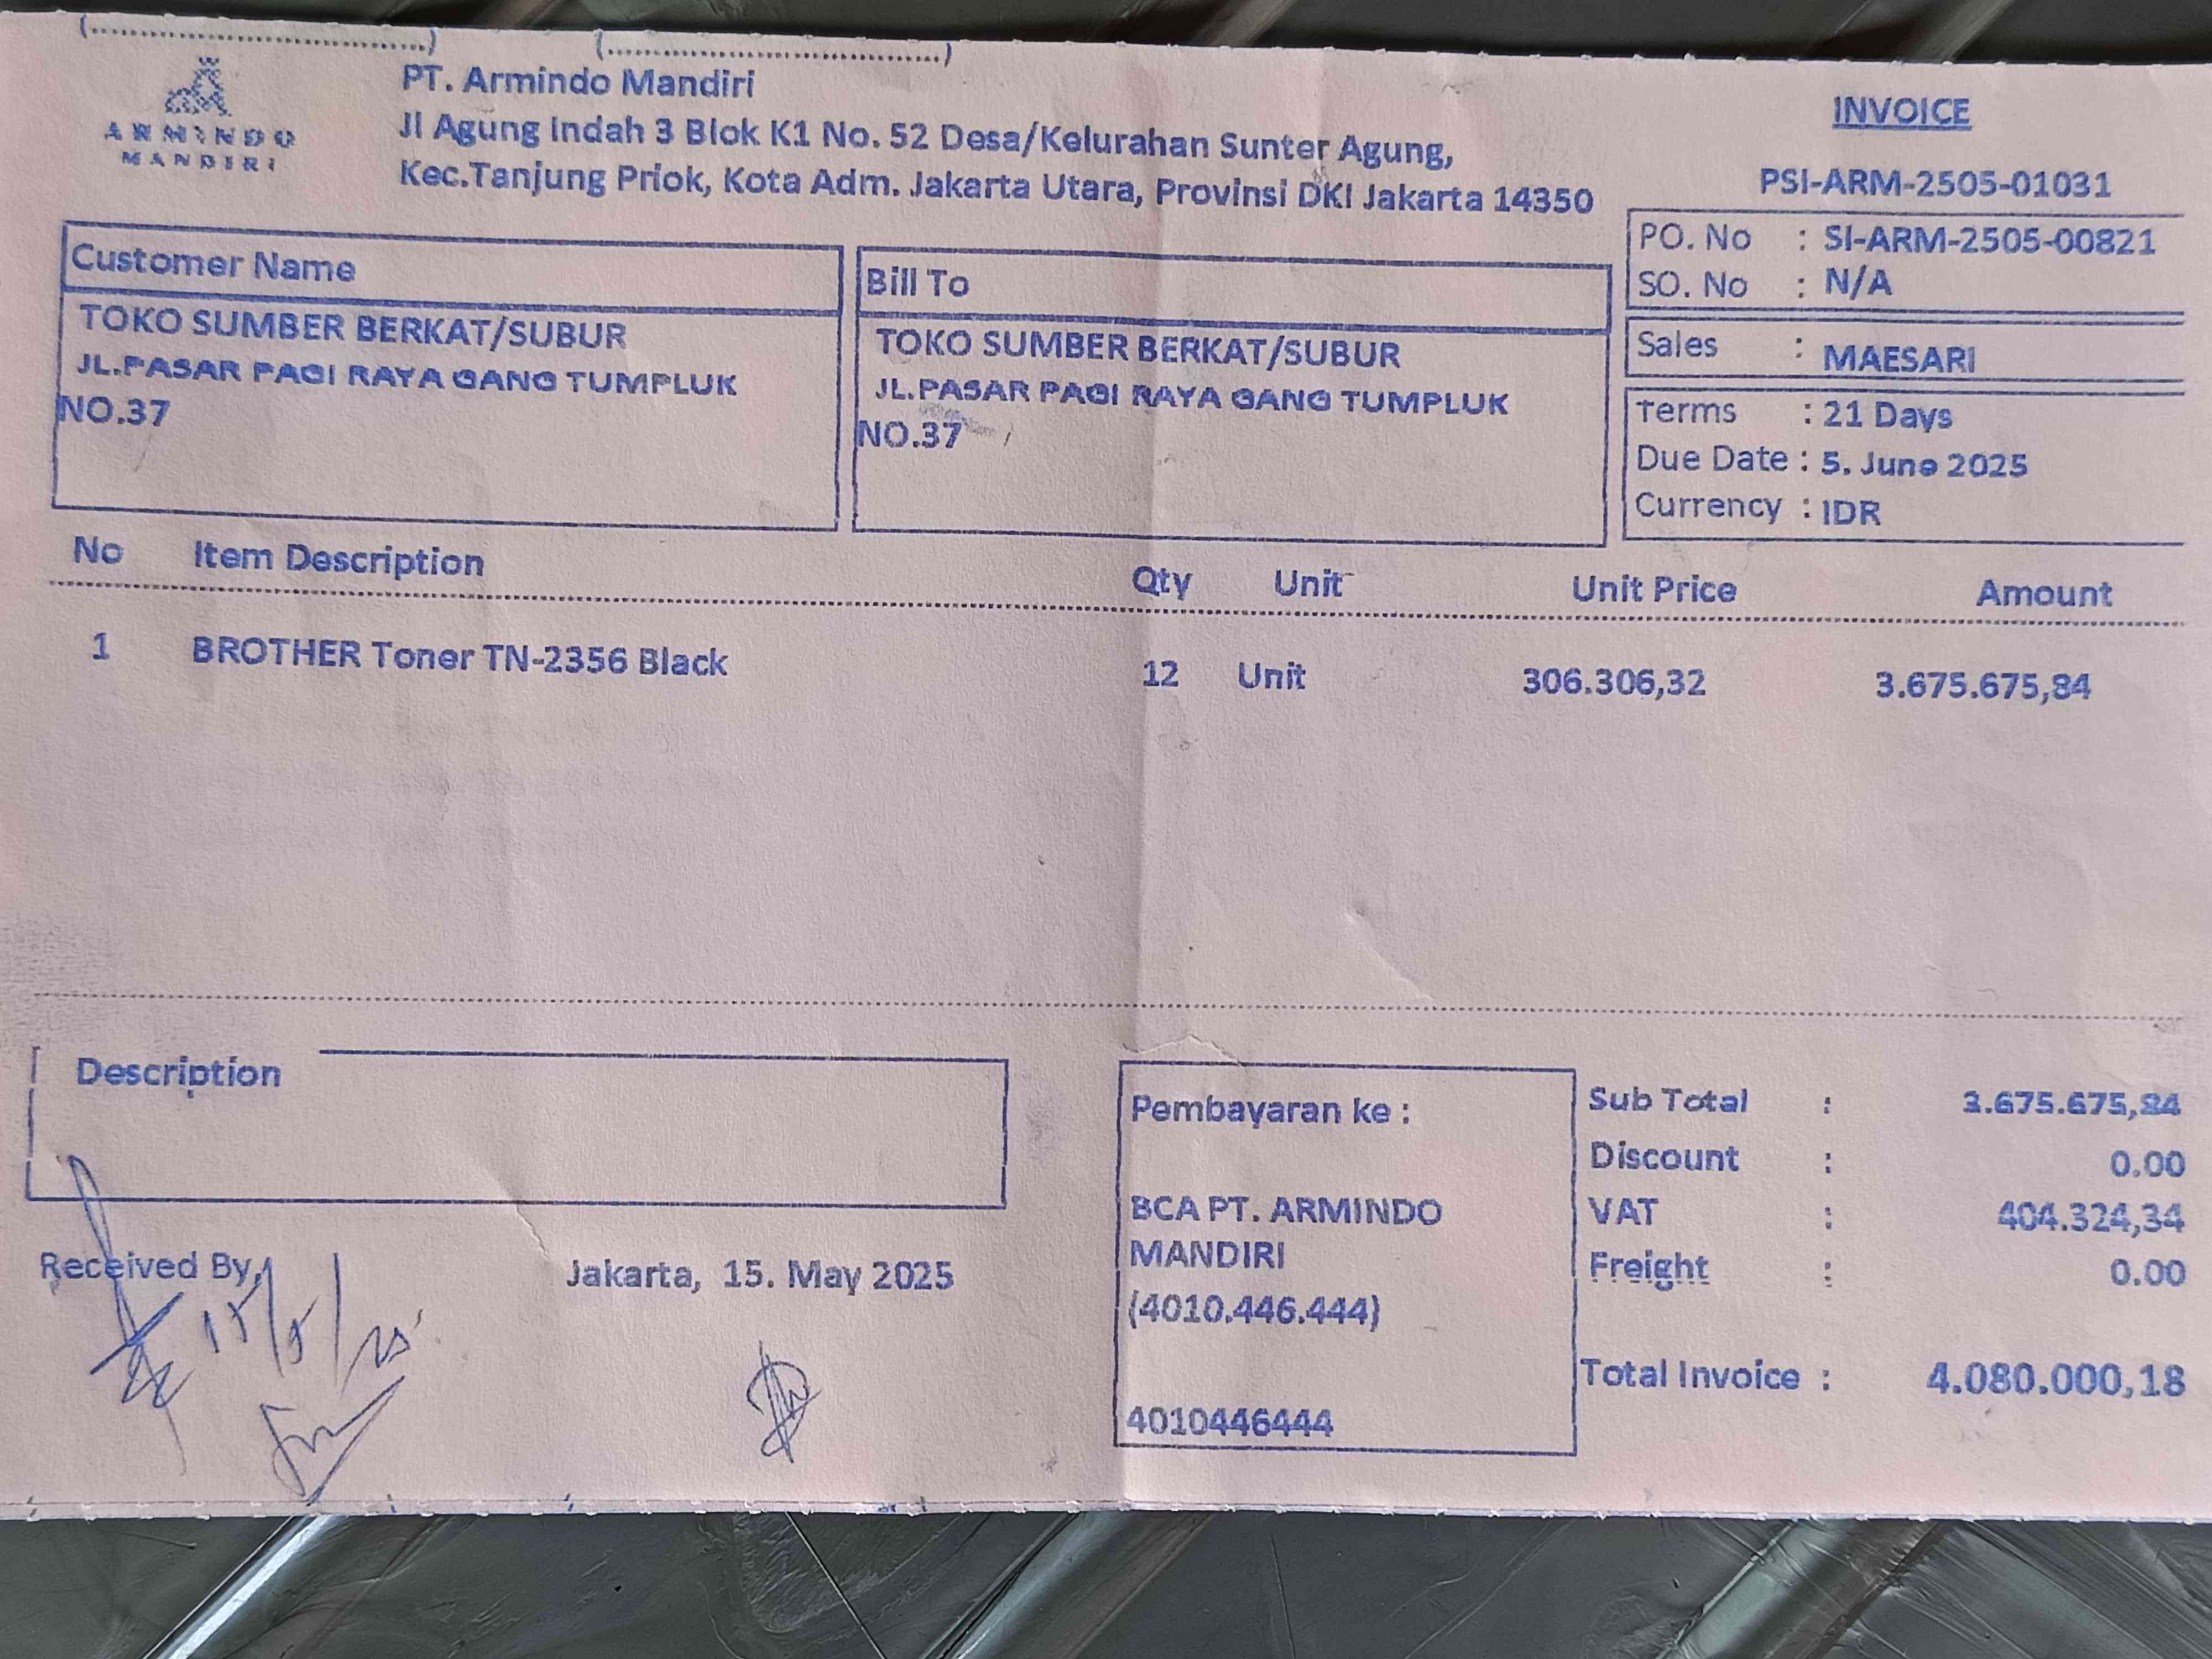 (..............................)
(..............................)
ARMINDO
MANDIRI
PT. Armindo Mandiri
Jl Agung Indah 3 Blok K1 No. 52 Desa/Kelurahan Sunter Agung,
Kec.Tanjung Priok, Kota Adm. Jakarta Utara, Provinsi DKI Jakarta 14350
INVOICE
PSI-ARM-2505-01031
PO. No : SI-ARM-2505-00821
SO. No : N/A
Sales : MAESARI
Terms : 21 Days
Due Date : 5. June 2025
Currency : IDR
Customer Name
TOKO SUMBER BERKAT/SUBUR
JL.PASAR PAGI RAYA GANG TUMPLUK
NO.37
Bill To
TOKO SUMBER BERKAT/SUBUR
JL.PASAR PAGI RAYA GANG TUMPLUK
NO.37
No Item Description Qty Unit Unit Price Amount
1 BROTHER Toner TN-2356 Black 12 Unit 306.306,32 3.675.675,84
Description
Received By,
15/5/25
Jakarta, 15. May 2025
Pembayaran ke :
BCA PT. ARMINDO
MANDIRI
(4010.446.444)
4010446444
Sub Total : 3.675.675,84
Discount : 0.00
VAT : 404.324,34
Freight : 0.00
Total Invoice : 4.080.000,18